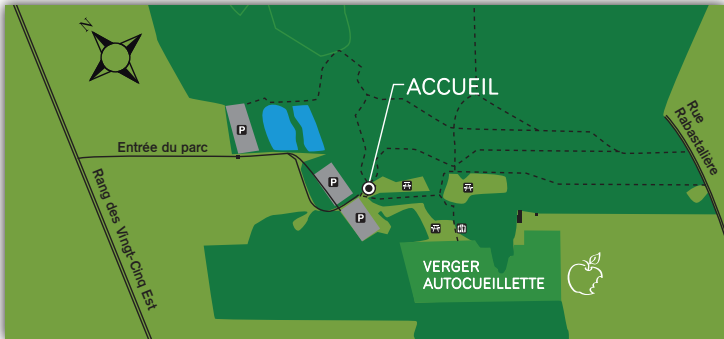 N
ACCUEIL
P
Rue
Rabastalière
Entrée du parc
P
Rang des Vingt-Cinq Est
P
VERGER
AUTOCUEILLETTE